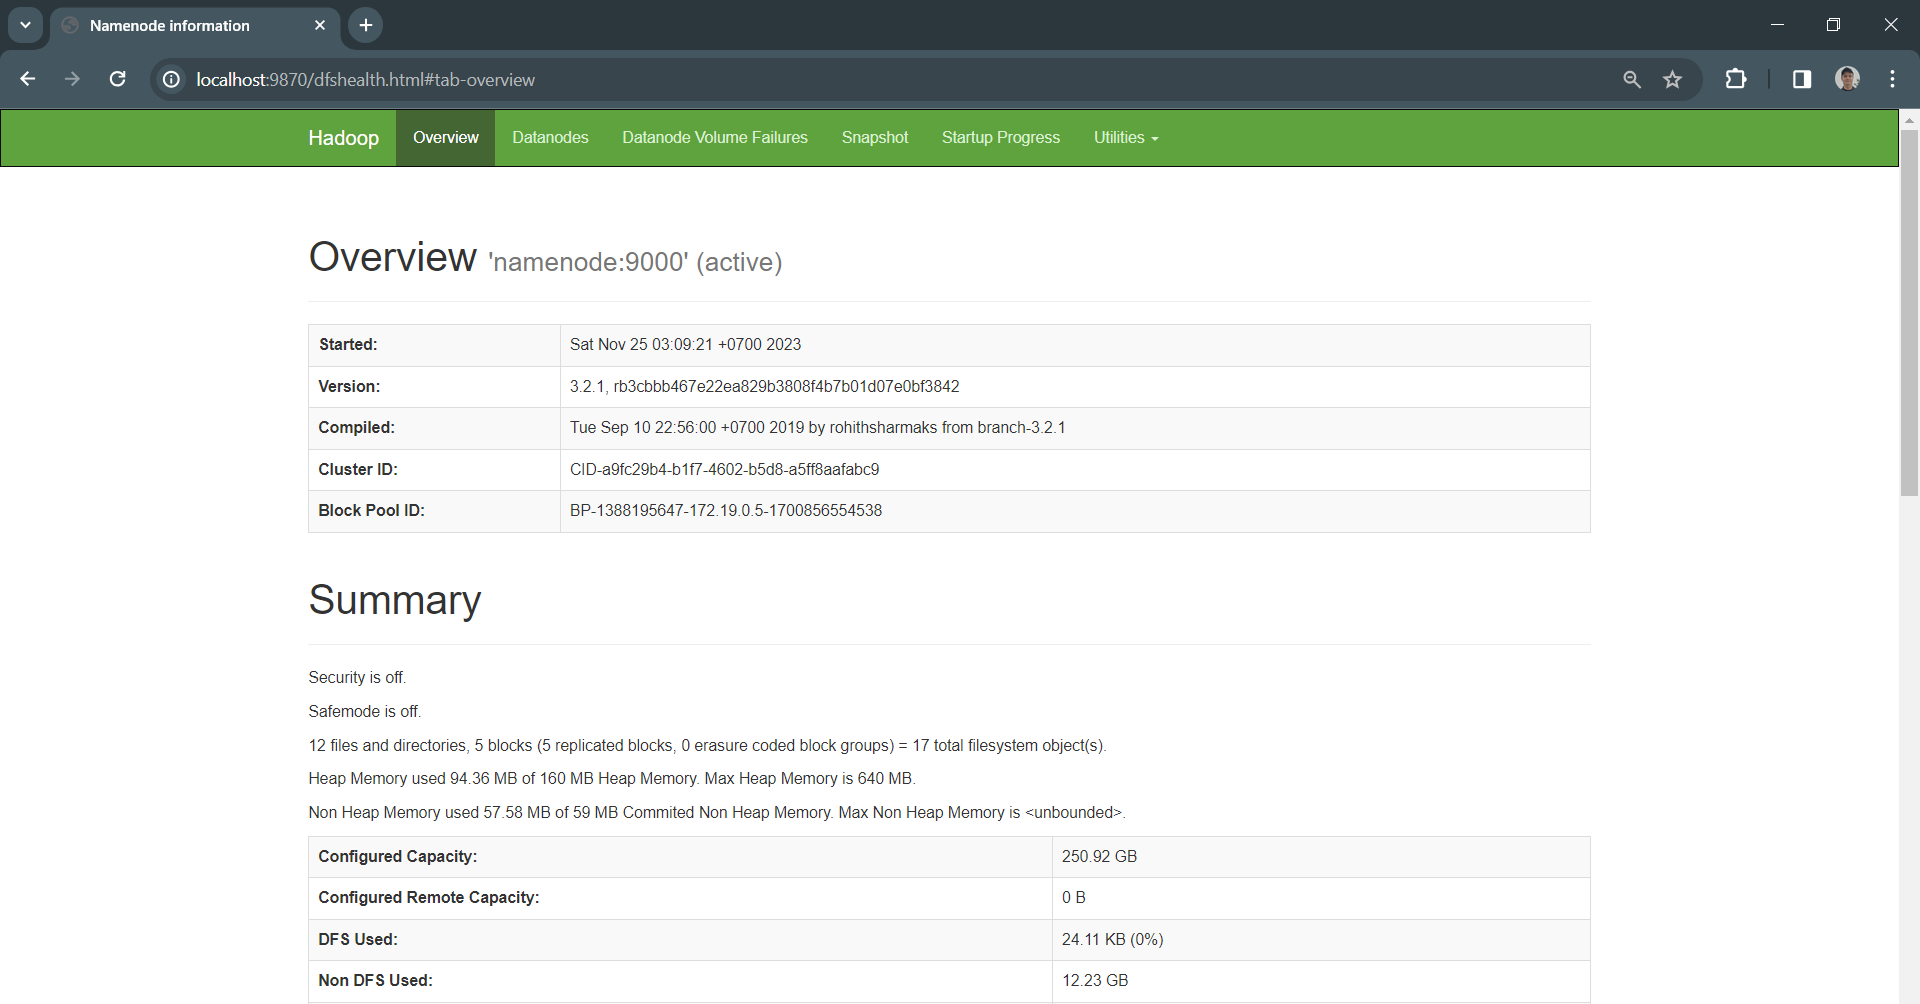 Namenode information
localhost:9870/dfshealth.html#tab-overview
Hadoop Overview Datanodes Datanode Volume Failures Snapshot Startup Progress Utilities
Overview 'namenode:9000' (active)
Started: Sat Nov 25 03:09:21 +0700 2023
Version: 3.2.1, rb3cbbb467e22ea829b3808f4b7b01d07e0bf3842
Compiled: Tue Sep 10 22:56:00 +0700 2019 by rohithsharmaks from branch-3.2.1
Cluster ID: CID-a9fc29b4-b1f7-4602-b5d8-a5ff8aafabc9
Block Pool ID: BP-1388195647-172.19.0.5-1700856554538
Summary
Security is off.
Safemode is off.
12 files and directories, 5 blocks (5 replicated blocks, 0 erasure coded block groups) = 17 total filesystem object(s).
Heap Memory used 94.36 MB of 160 MB Heap Memory. Max Heap Memory is 640 MB.
Non Heap Memory used 57.58 MB of 59 MB Commited Non Heap Memory. Max Non Heap Memory is <unbounded>.
Configured Capacity: 250.92 GB
Configured Remote Capacity: 0 B
DFS Used: 24.11 KB (0%)
Non DFS Used: 12.23 GB